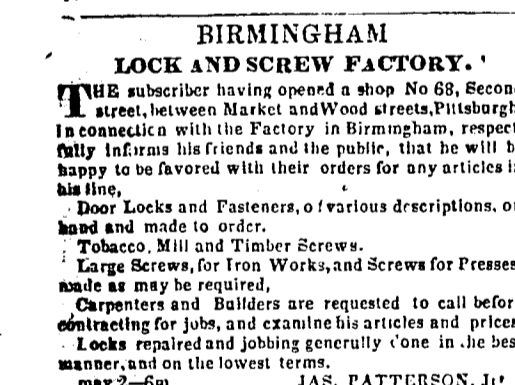 BIRMINGHAM
LOCK AND SCREW FACTORY.
THE subscriber having opened a shop No 68, Secon
street, between Market and Wood streets, Pittsburgh
In connection with the Factory in Birmingham, respect
fully informs his friends and the public, that he will b
happy to be favored with their orders for any articles i
his line,
Door Locks and Fasteners, of various descriptions. o
hand and made to order.
Tobacco, Mill and Timber Screws.
Large Screws, for Iron Works, and Screws for Presses
made as may be required,
Carpenters and Builders are requested to call befor
contracting for jobs, and examine his articles and prices
Locks repaired and jobbing generally done in the bes
manner, and on the lowest terms.
may 2—6m JAS. PATTERSON, Jr